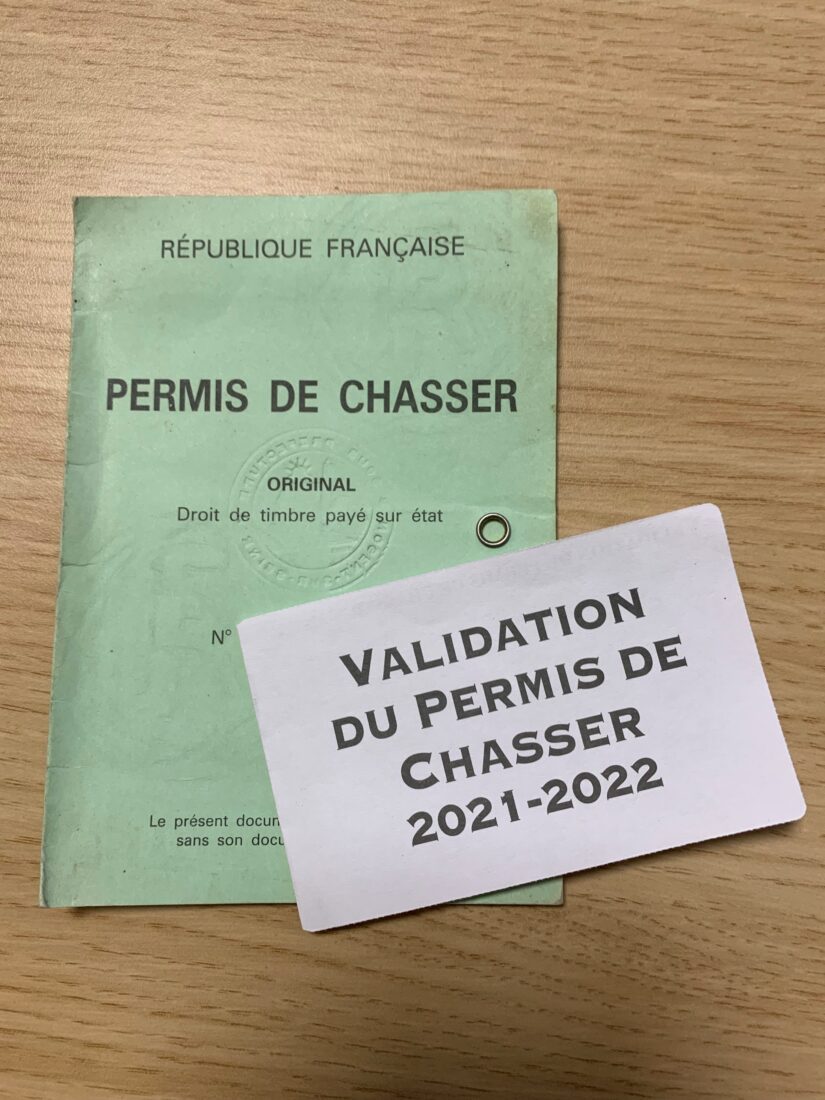 RÉPUBLIQUE FRANÇAISE
PERMIS DE CHASSER
ORIGINAL
Droit de timbre payé sur état
N°
Le présent docum
sans son docu
VALIDATION
DU PERMIS DE
CHASSER
2021-2022